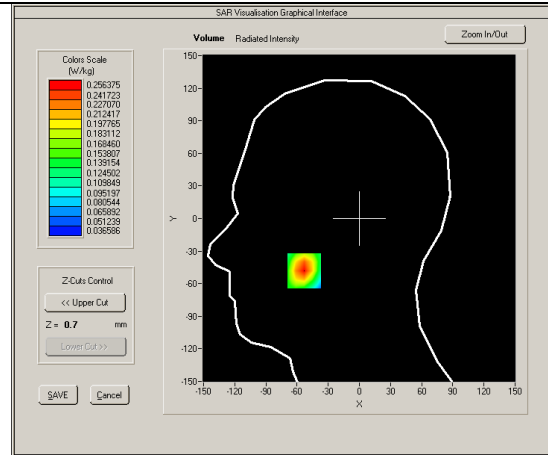 SAR Visualisation Graphical Interface
Volume Radiated Intensity
Zoom In/Out
Colors Scale
(W/kg)
0.256375
0.241723
0.227070
0.212417
0.197765
0.183112
0.168460
0.153807
0.139154
0.124502
0.109849
0.095197
0.080544
0.065892
0.051239
0.036586
Z-Cuts Control
<< Upper Cut
Z = 0.7 mm
Lower Cut >>
SAVE Cancel
150
120
90
60
30
0
-30
-60
-90
-120
-150
Y
-150 -120 -90 -60 -30 0 30 60 90 120 150
X